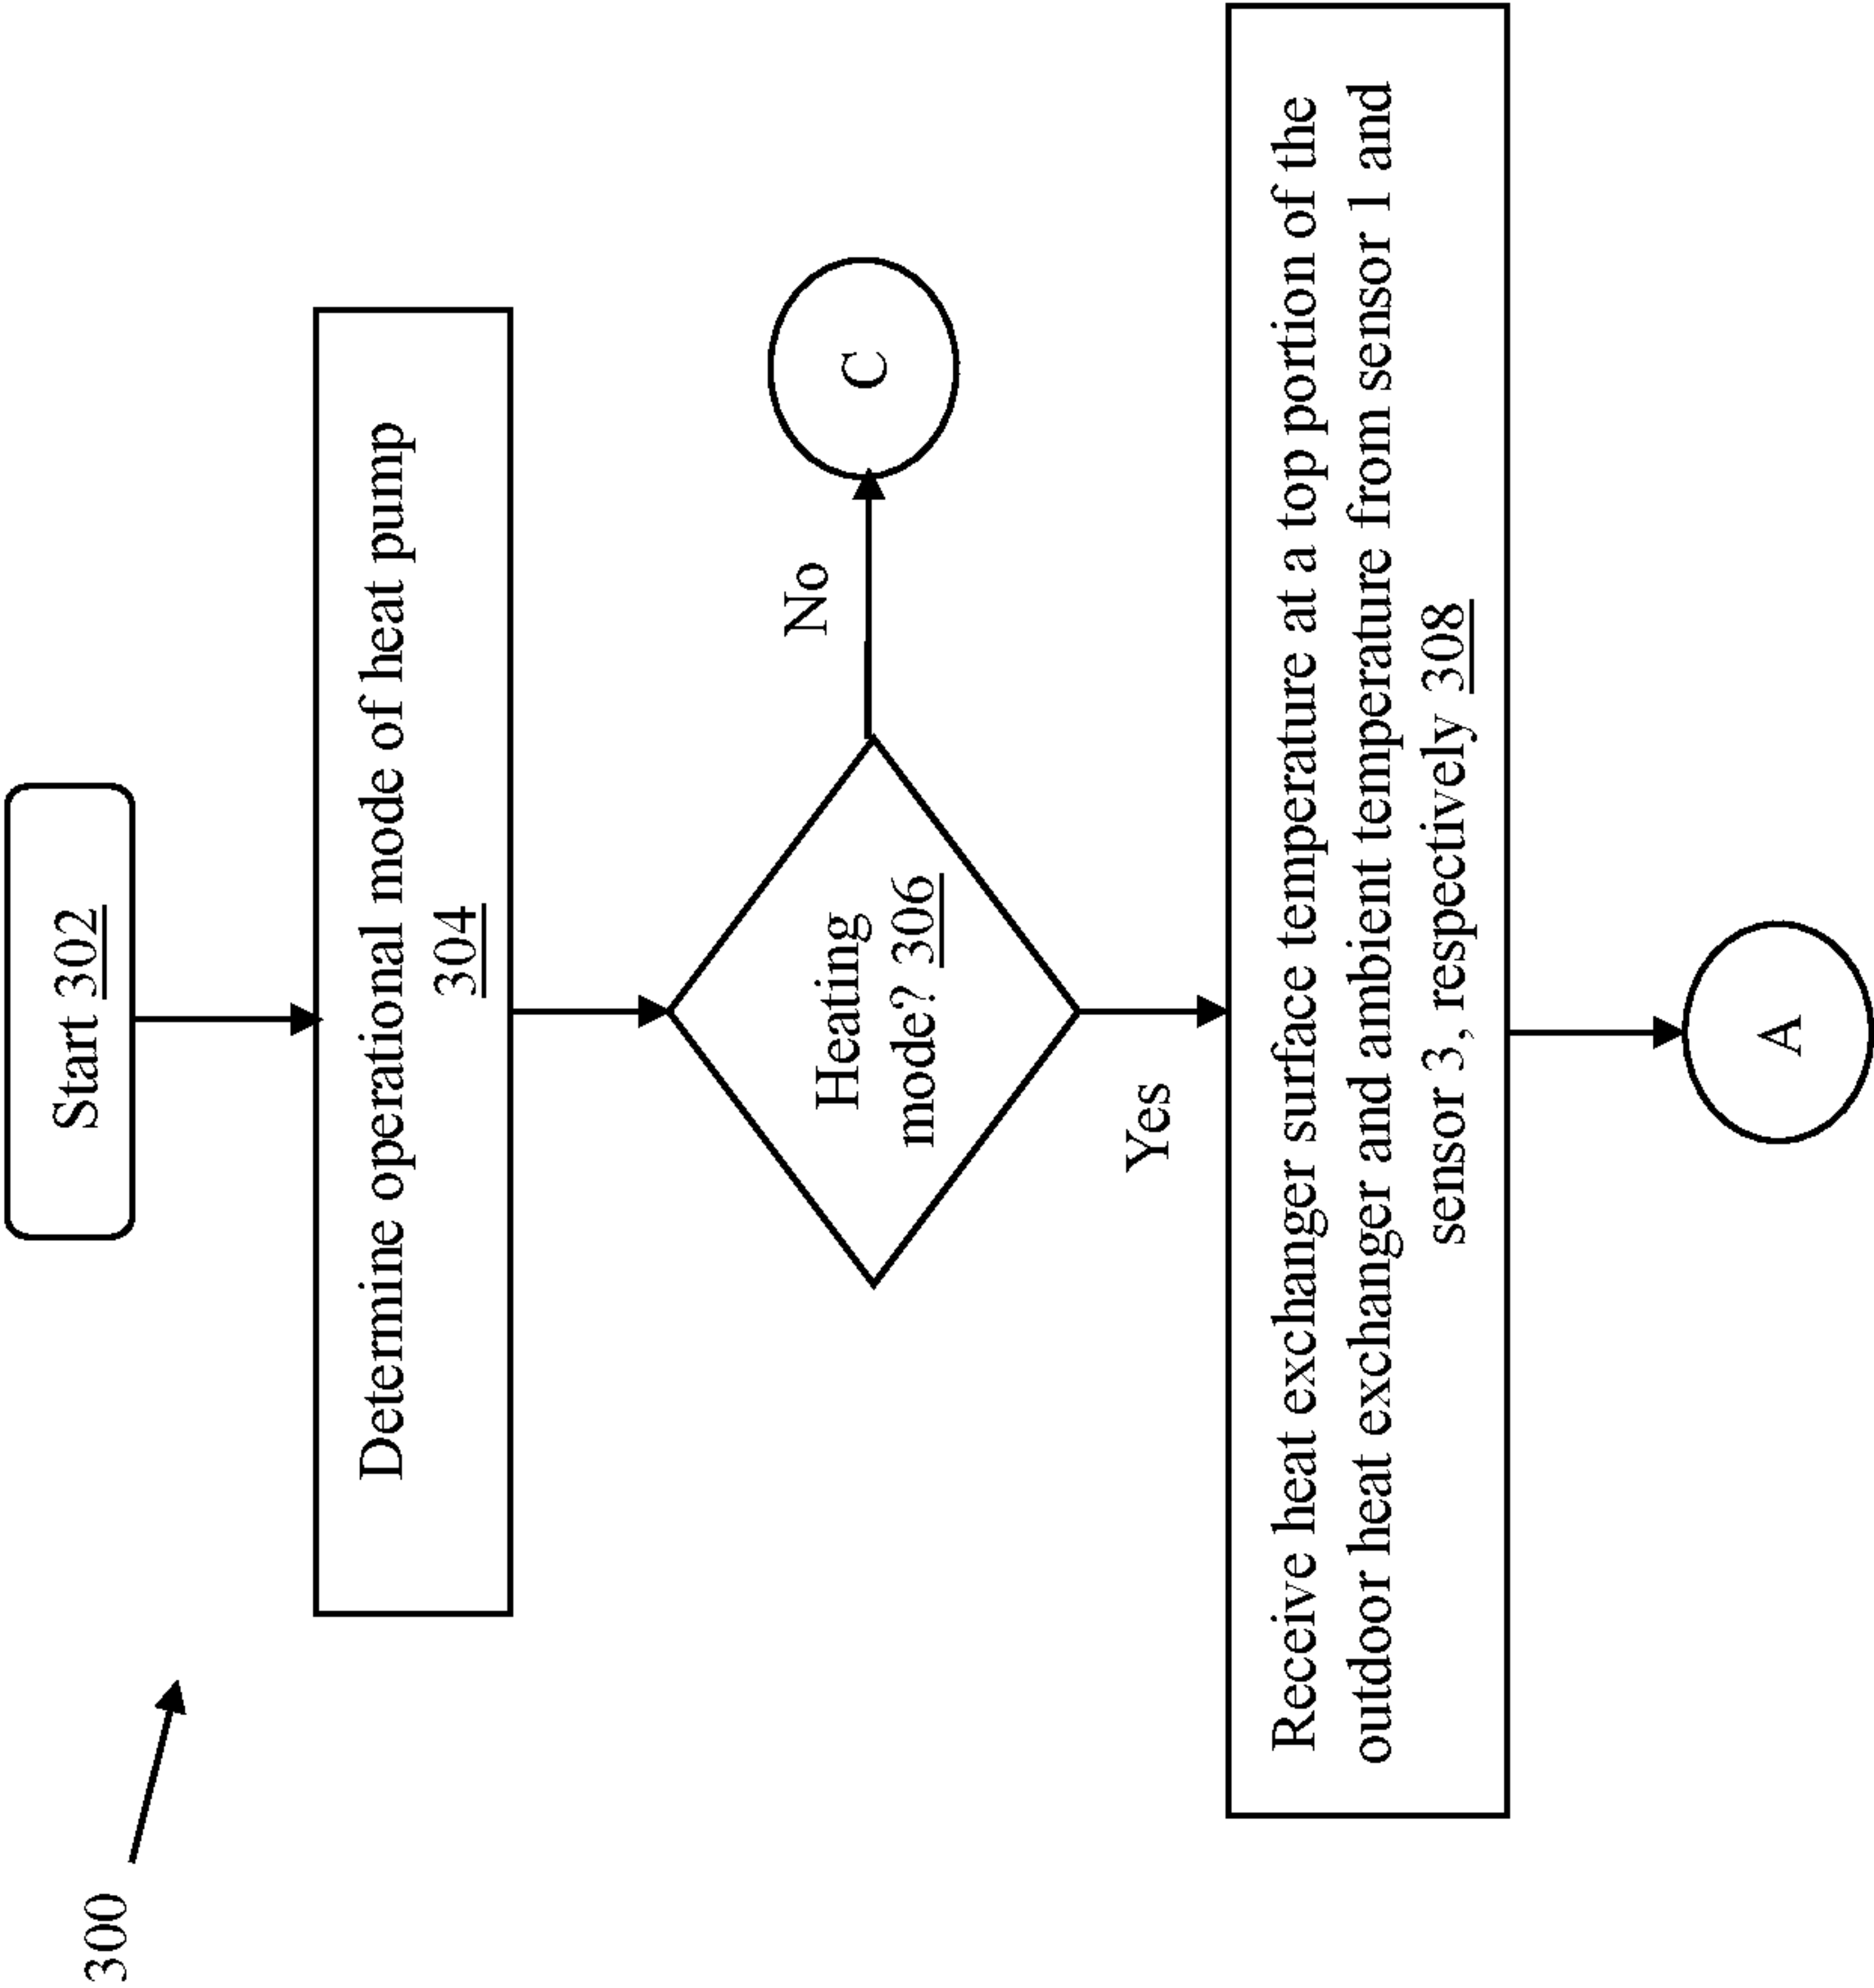 300
Start 302
Determine operational mode of heat pump
304
Heating
mode? 306
No
C
Yes
Receive heat exchanger surface temperature at a top portion of the
outdoor heat exchanger and ambient temperature from sensor 1 and
sensor 3, respectively 308
A